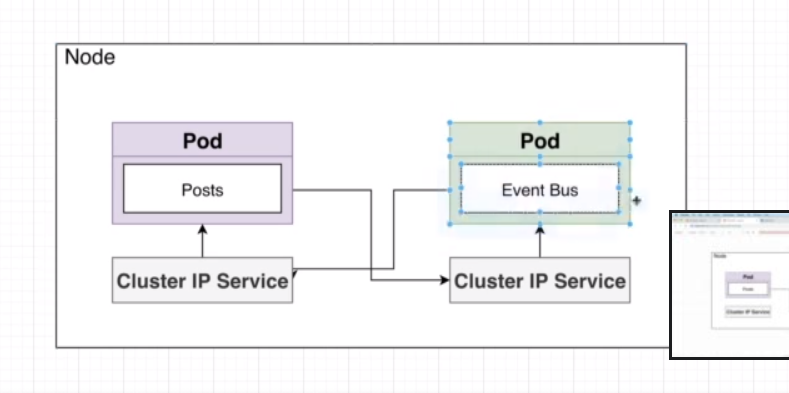 Node
Pod
Posts
Cluster IP Service
Pod
Event Bus
Cluster IP Service
Node
Pod
Posts
Cluster IP Service